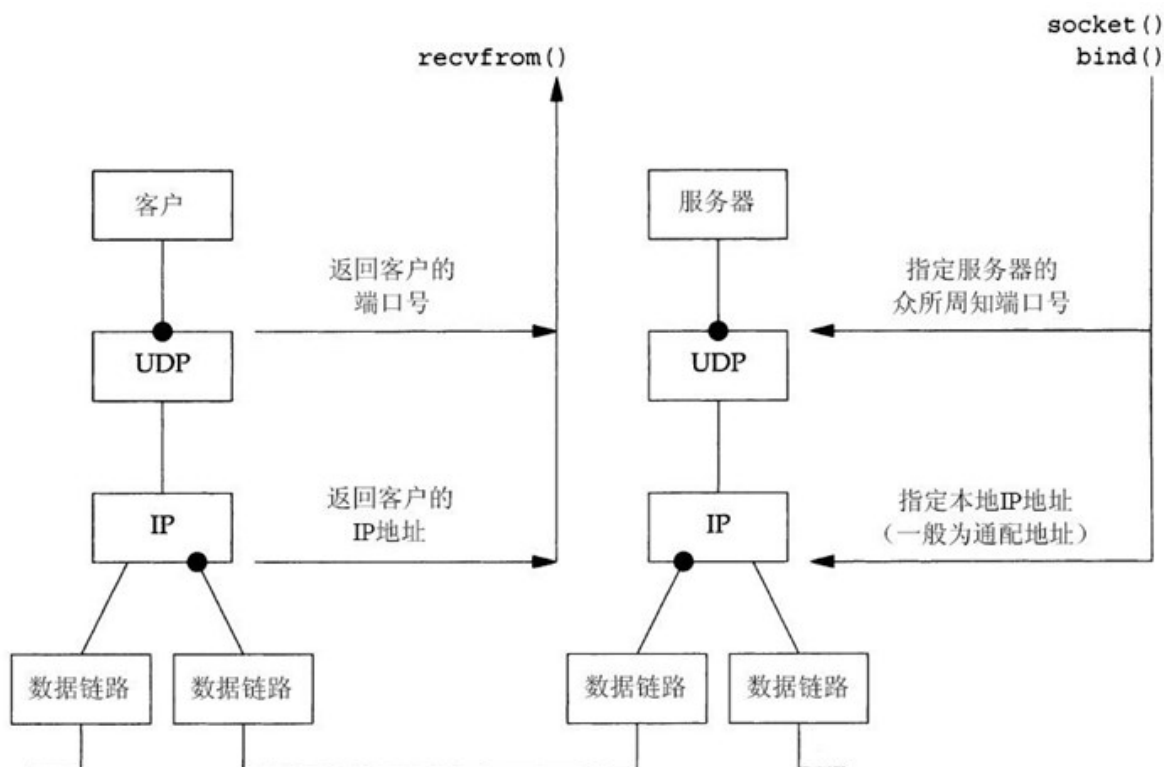 socket()
recvfrom()
bind()
客户
服务器
返回客户的
端口号
指定服务器的
众所周知端口号
UDP
UDP
返回客户的
IP地址
指定本地IP地址
（一般为通配地址）
IP
IP
数据链路
数据链路
数据链路
数据链路